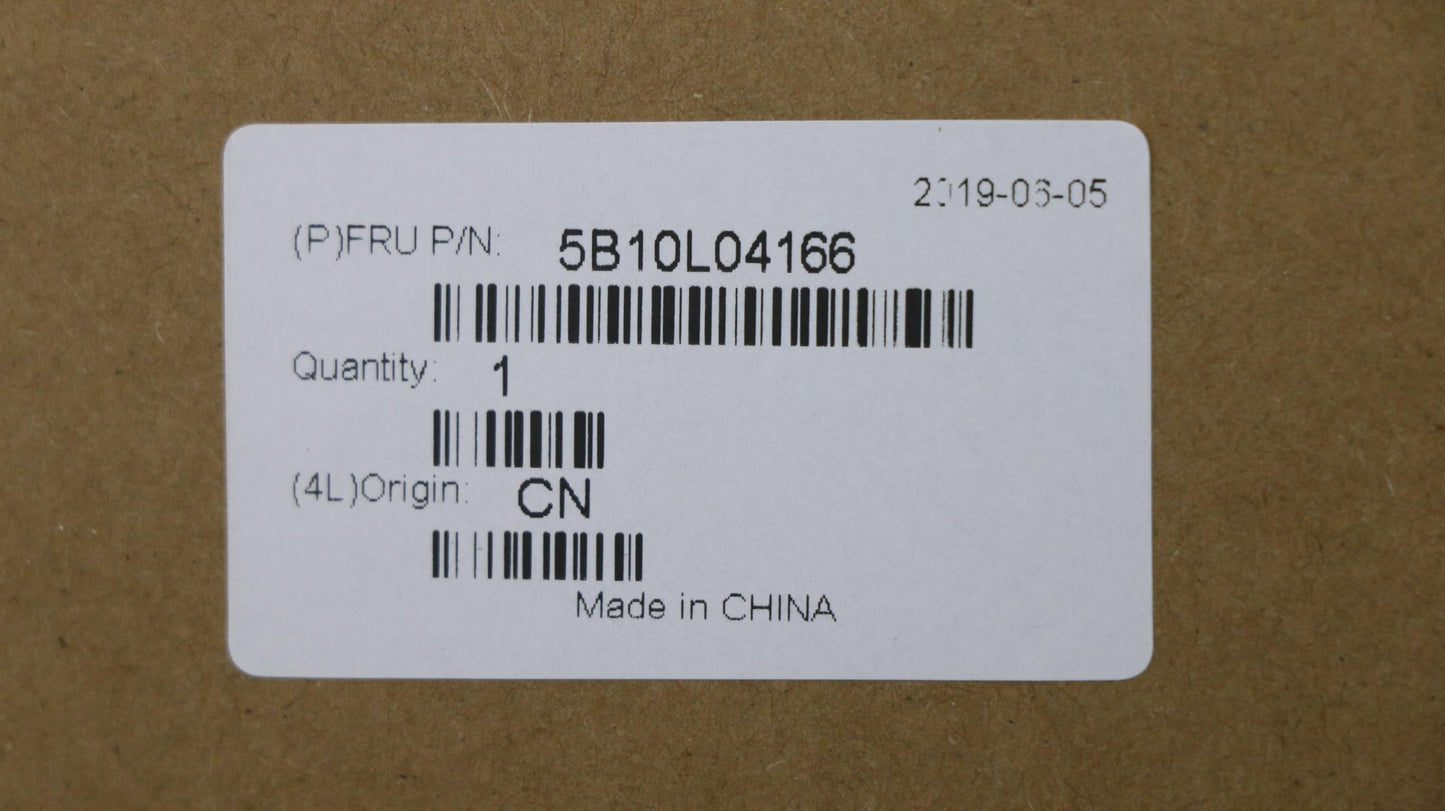 2019-06-05
(P)FRU P/N: 5B10L04166
Quantity: 1
(4L)Origin: CN
Made in CHINA